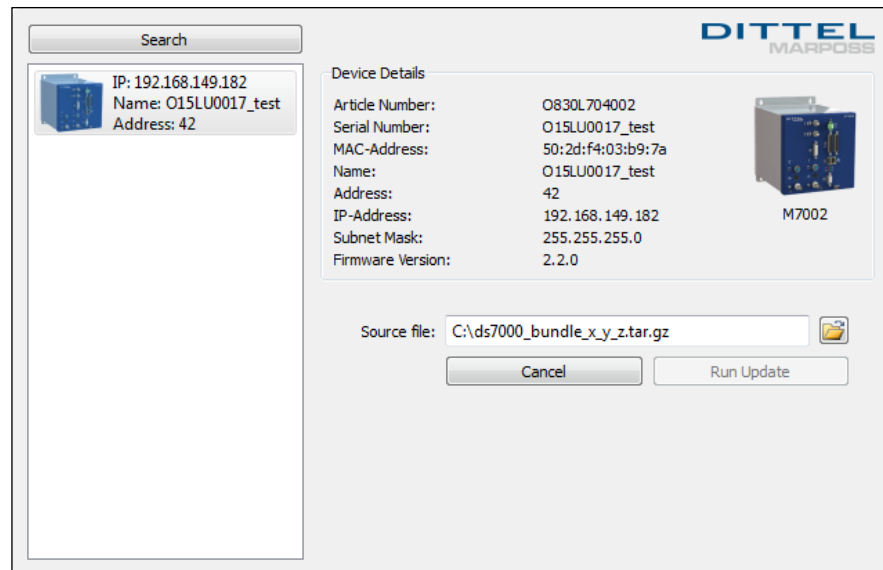 Search
DITTEL
MARPOSS
IP: 192.168.149.182
Name: O15LU0017_test
Address: 42
Device Details
Article Number: O830L704002
Serial Number: O15LU0017_test
MAC-Address: 50:2d:f4:03:b9:7a
Name: O15LU0017_test
Address: 42
IP-Address: 192.168.149.182
Subnet Mask: 255.255.255.0
Firmware Version: 2.2.0
M7002
Source file: C:\ds7000_bundle_x_y_z.tar.gz
Cancel
Run Update